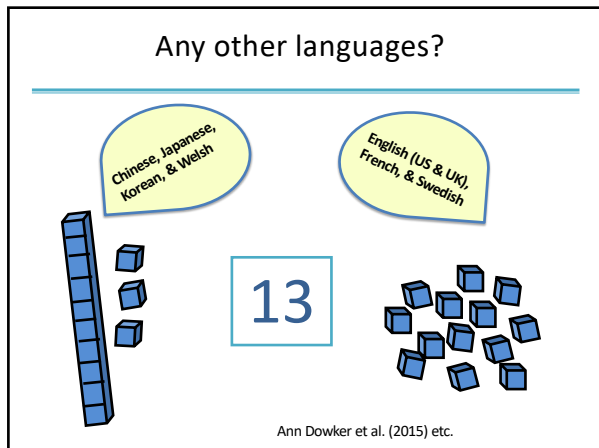 Any other languages?
Chinese, Japanese,
Korean, & Welsh
English (US & UK),
French, & Swedish
13
Ann Dowker et al. (2015) etc.